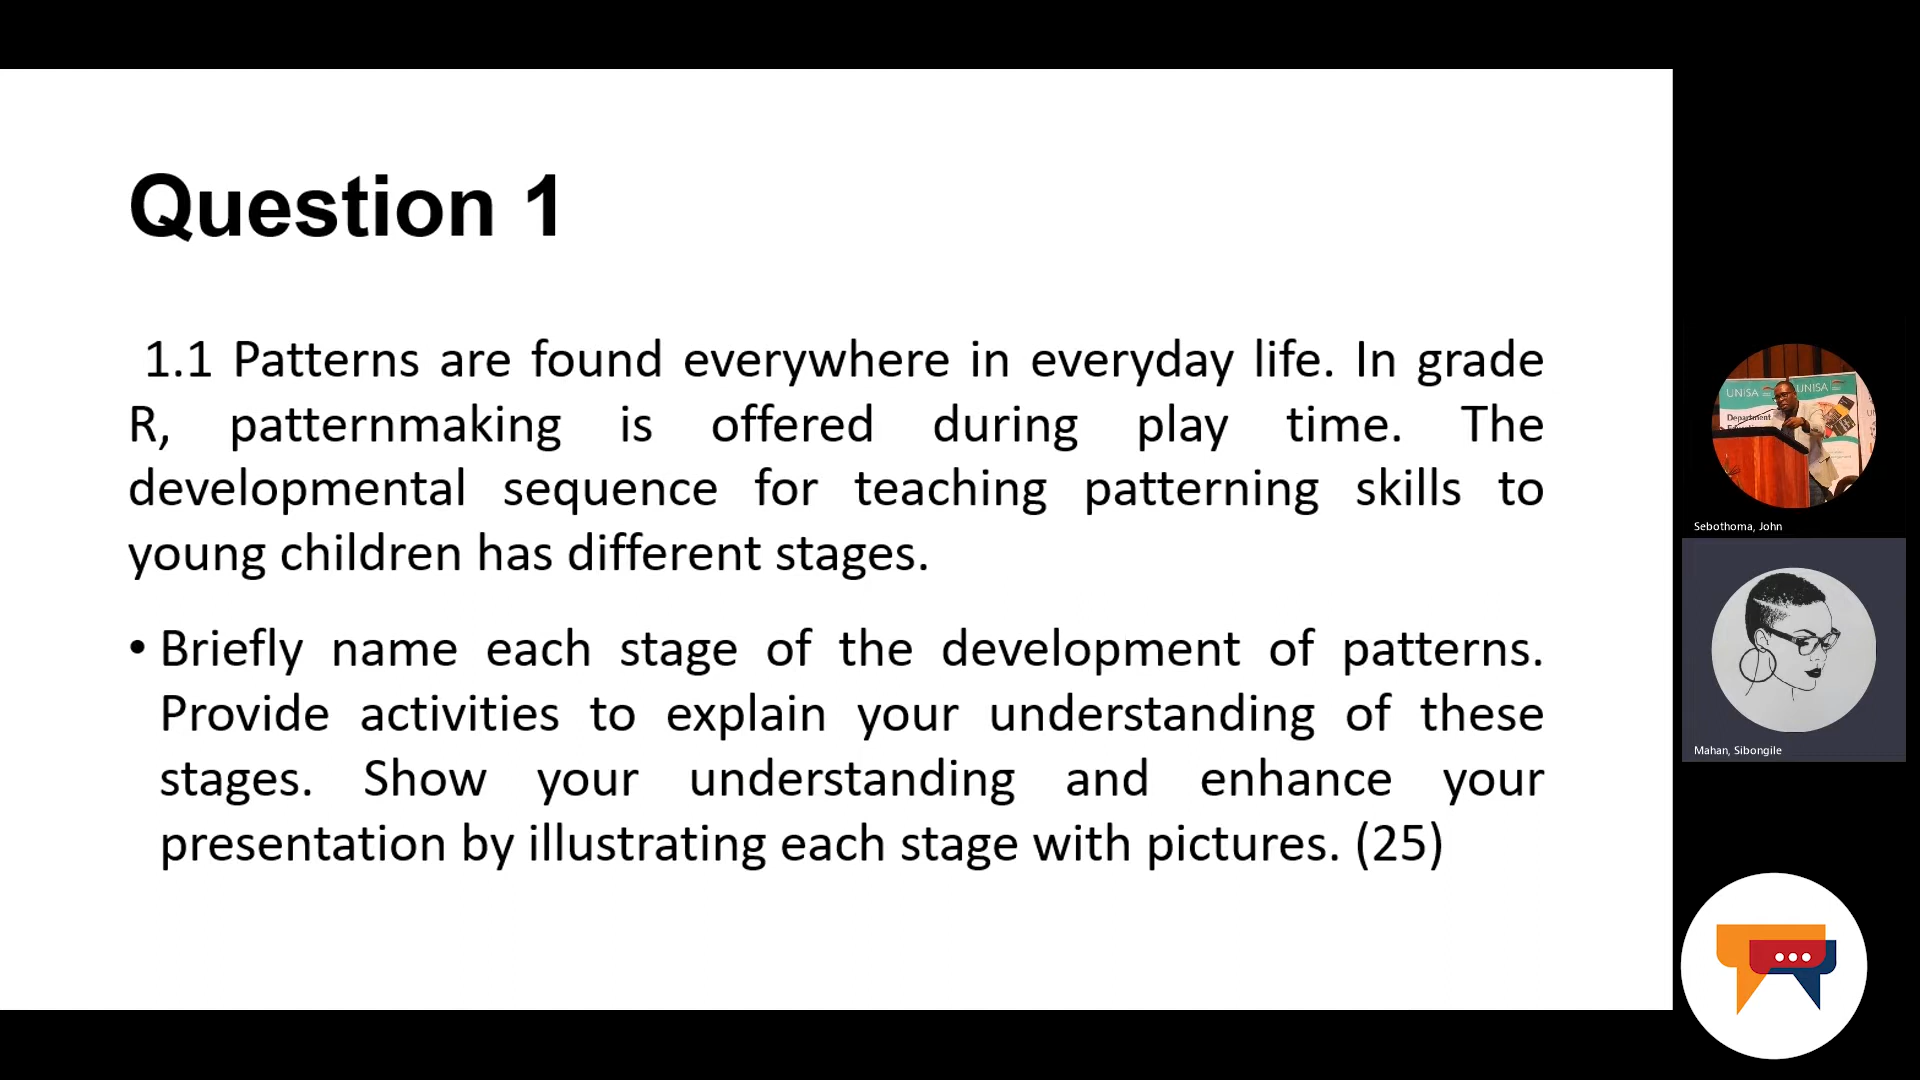 Question 1
1.1 Patterns are found everywhere in everyday life. In grade
R, patternmaking is offered during play time. The
developmental sequence for teaching patterning skills to
young children has different stages.
• Briefly name each stage of the development of patterns.
Provide activities to explain your understanding of these
stages. Show your understanding and enhance your
presentation by illustrating each stage with pictures. (25)
UNISA
UNISA
Department
Sebothoma, John
Mahan, Sibongile